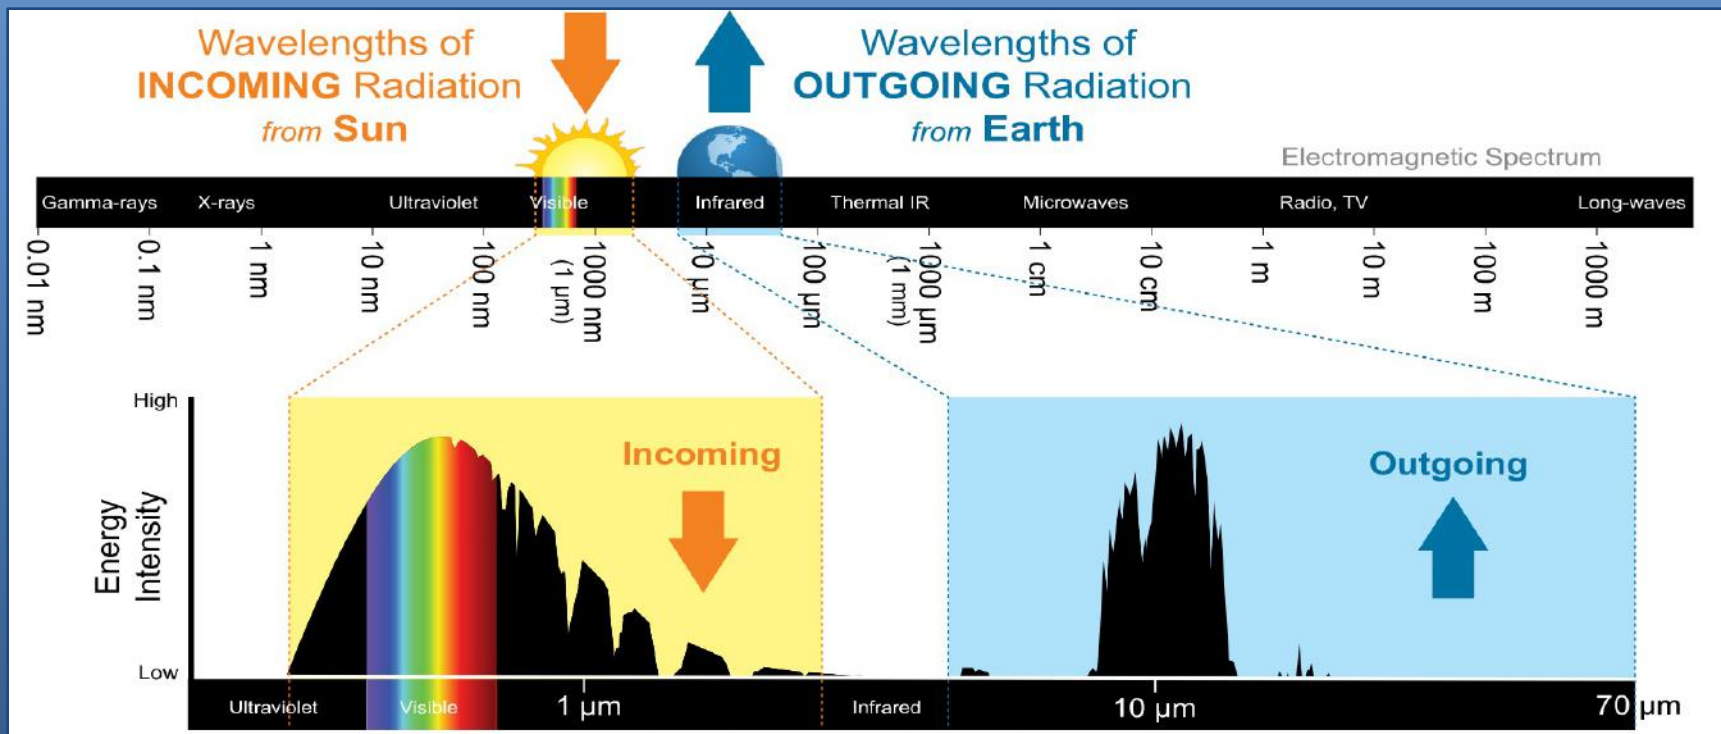 Wavelengths of
INCOMING Radiation
from Sun
Wavelengths of
OUTGOING Radiation
from Earth
Electromagnetic Spectrum
Gamma-rays X-rays Ultraviolet Visible Infrared Thermal IR Microwaves Radio, TV Long-waves
0.01 nm
0.1 nm
1 nm
10 nm
100 nm
1000 nm
(1 µm)
10 µm
100 µm
1000 µm
(1 mm)
1 cm
10 cm
1 m
10 m
100 m
1000 m
High
Energy
Intensity
Low
Incoming
Outgoing
Ultraviolet Visible 1 µm Infrared 10 µm 70 µm